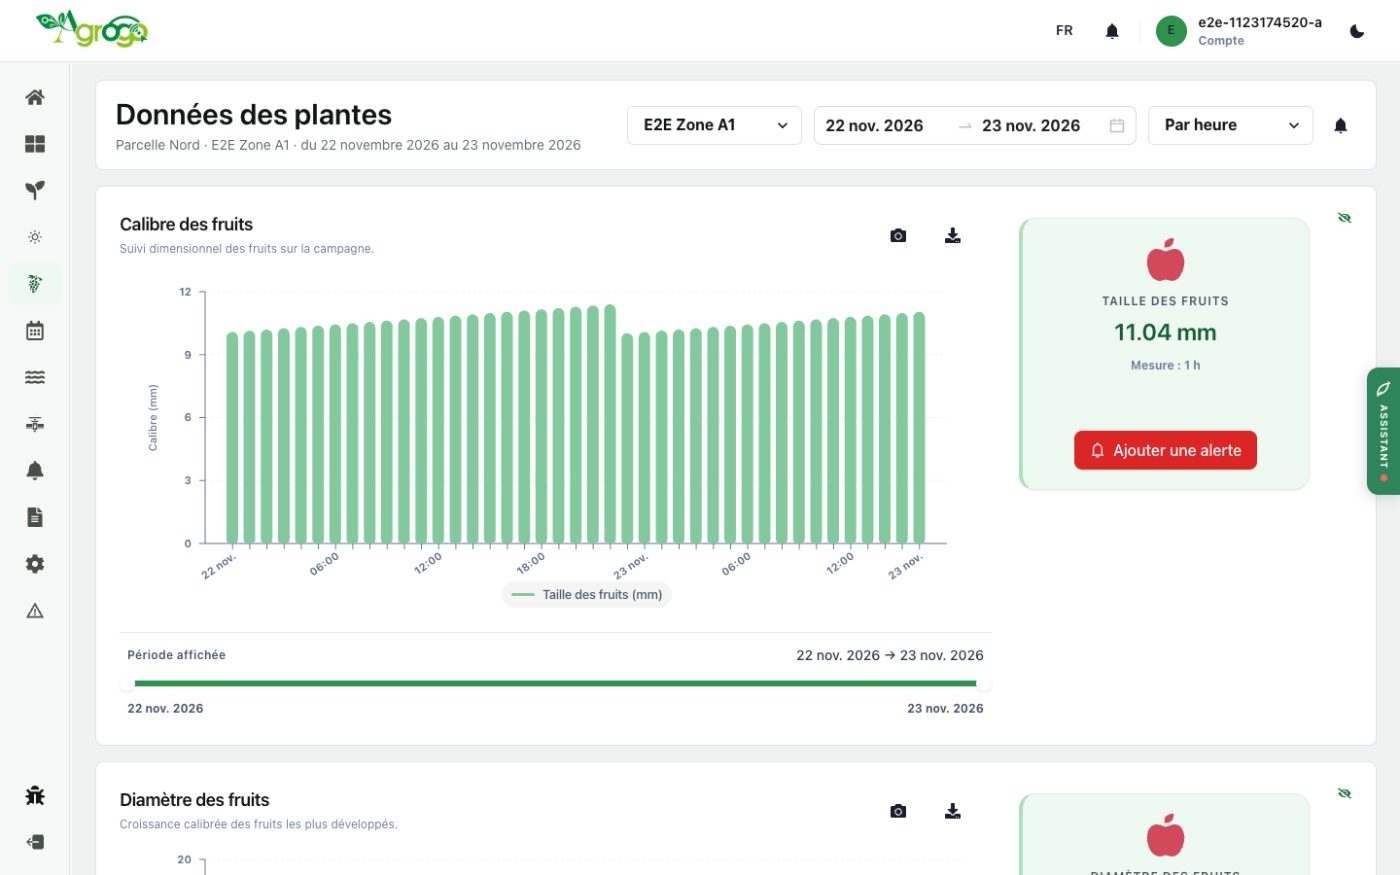 Agrogo
FR
E
e2e-1123174520-a
Compte
Données des plantes
Parcelle Nord · E2E Zone A1 · du 22 novembre 2026 au 23 novembre 2026
E2E Zone A1
22 nov. 2026
23 nov. 2026
Par heure
Calibre des fruits
Suivi dimensionnel des fruits sur la campagne.
12
9
6
3
0
Calibre (mm)
22 nov.
06:00
12:00
18:00
23 nov.
06:00
12:00
23 nov.
Taille des fruits (mm)
TAILLE DES FRUITS
11.04 mm
Mesure : 1 h
Ajouter une alerte
ASSISTANT
Période affichée
22 nov. 2026 → 23 nov. 2026
22 nov. 2026
23 nov. 2026
Diamètre des fruits
Croissance calibrée des fruits les plus développés.
20
DIAMÈTRE DES FRUITS